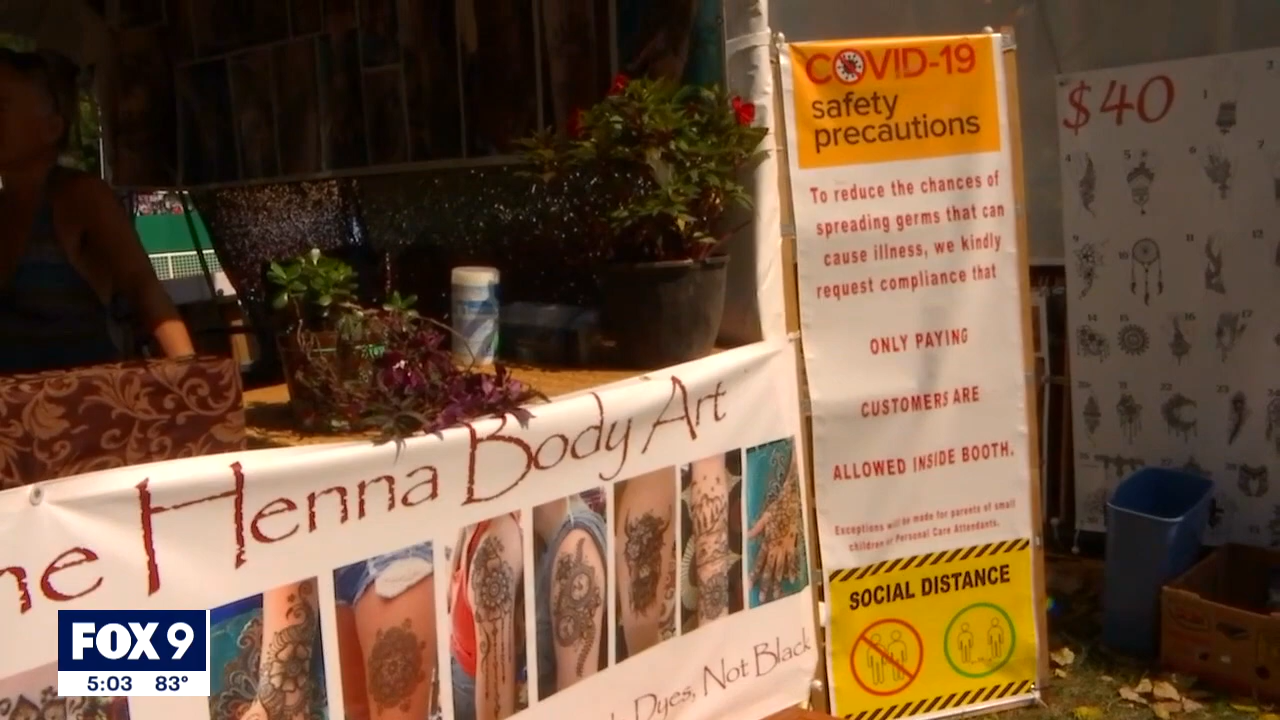 COVID-19
safety
precautions
To reduce the chances of
spreading germs that can
cause illness, we kindly
request compliance that
ONLY PAYING
CUSTOMERS ARE
ALLOWED INSIDE BOOTH.
Exceptions will be made for parents of small
children or Personal Care Attendants.
SOCIAL DISTANCE
$40
Henna Body Art
Dyes, Not Black
FOX 9
5:03 83°